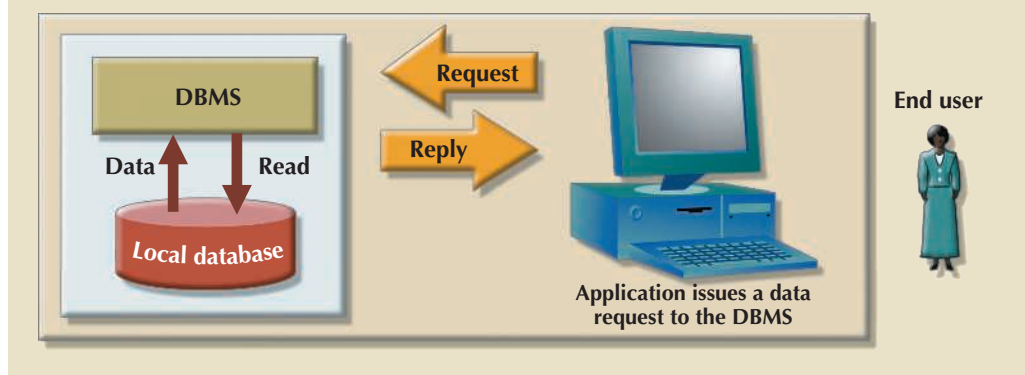 DBMS
Data
Read
Local database
Request
Reply
Application issues a data
request to the DBMS
End user